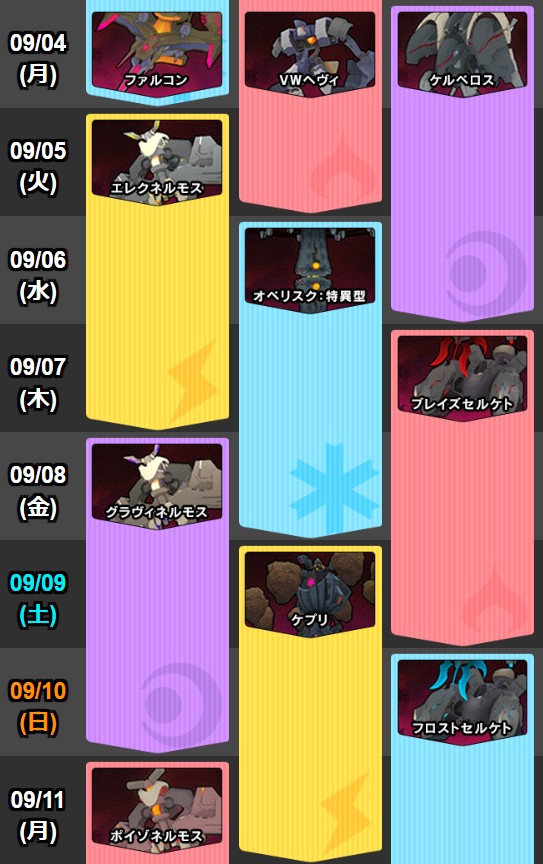 09/04
(月)
ファルコン
VWヘヴィ
ケルベロス
09/05
(火)
エレクネルモス
09/06
(水)
オベリスク:特異型
09/07
(木)
ブレイズセルケト
09/08
(金)
グラヴィネルモス
09/09
(土)
ケプリ
09/10
(日)
フロストセルケト
09/11
(月)
ポイゾネルモス